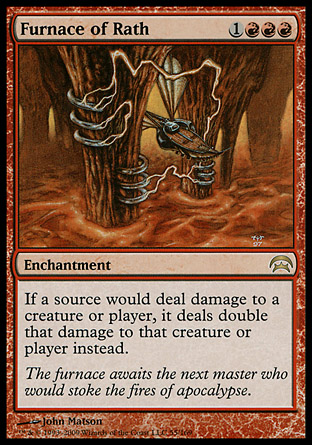 Furnace of Rath 1
Enchantment
If a source would deal damage to a
creature or player, it deals double
that damage to that creature or
player instead.
The furnace awaits the next master who
would stoke the fires of apocalypse.
John Matson